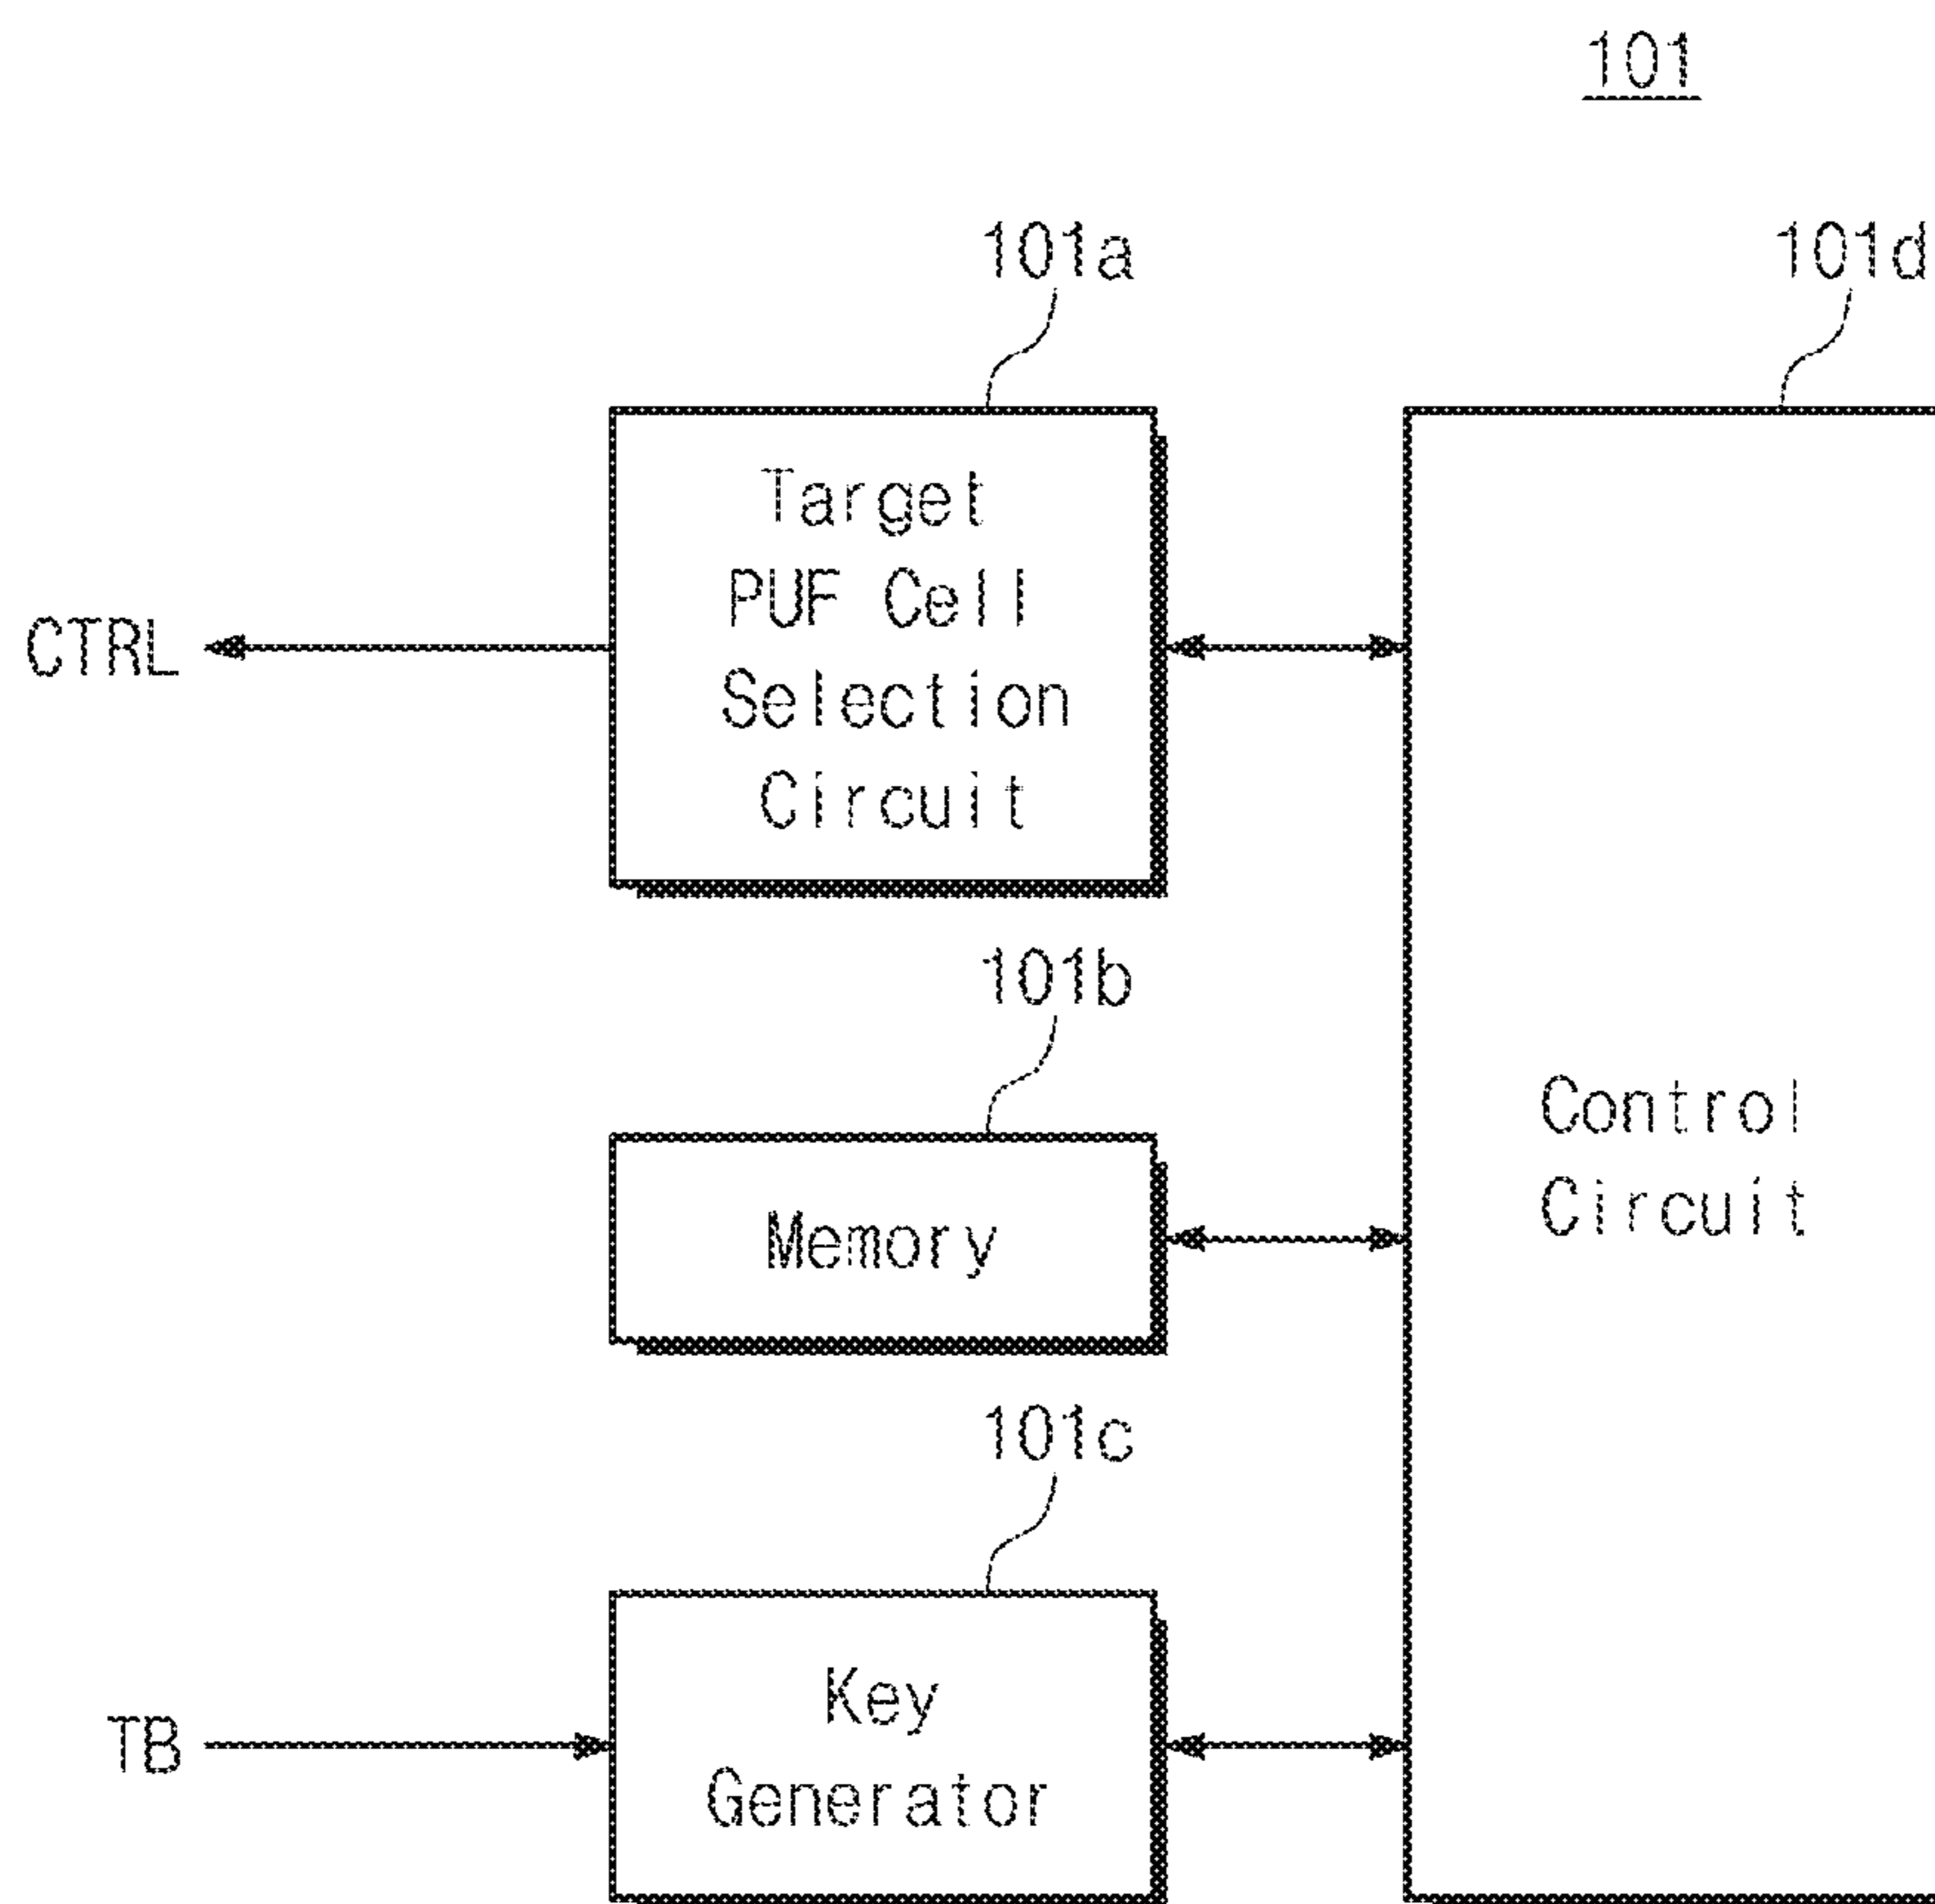 101
101a
101d
Target
PUF Cell
Selection
Circuit
CTRL
101b
Memory
Control
Circuit
101c
Key
Generator
TB